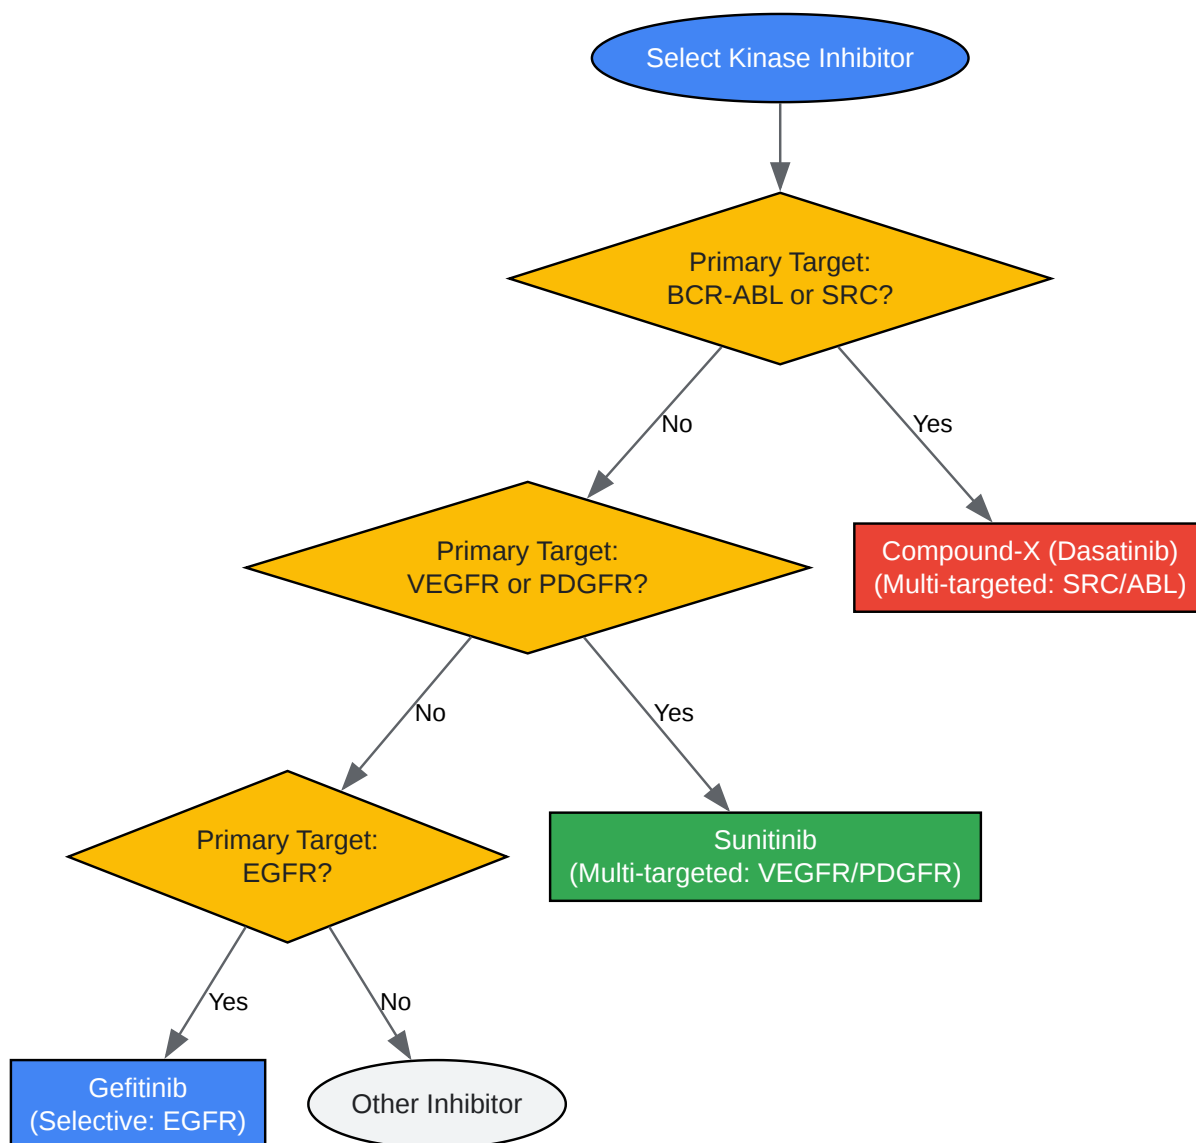 Select Kinase Inhibitor
Primary Target:
BCR-ABL or SRC?
No
Yes
Primary Target:
VEGFR or PDGFR?
Compound-X (Dasatinib)
(Multi-targeted: SRC/ABL)
No
Yes
Primary Target:
EGFR?
Sunitinib
(Multi-targeted: VEGFR/PDGFR)
Yes
No
Gefitinib
(Selective: EGFR)
Other Inhibitor